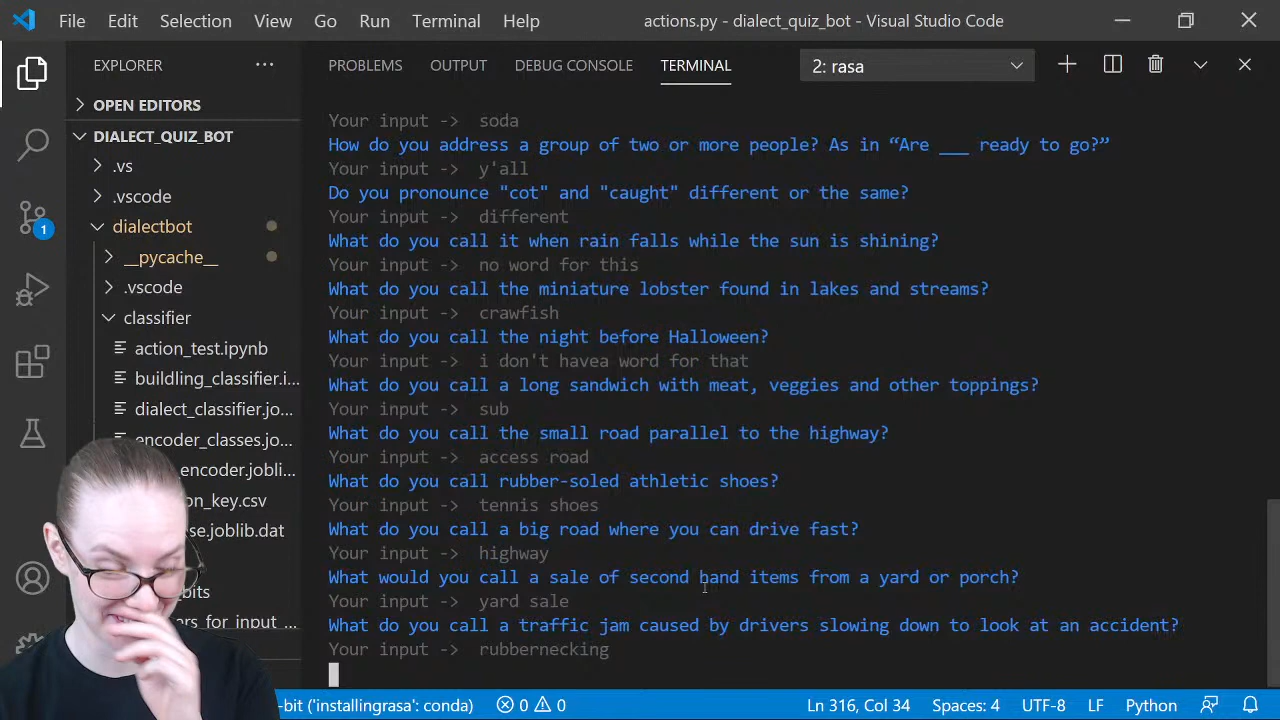 File Edit Selection View Go Run Terminal Help actions.py - dialect_quiz_bot - Visual Studio Code
EXPLORER
PROBLEMS OUTPUT DEBUG CONSOLE TERMINAL 2: rasa
OPEN EDITORS
DIALECT_QUIZ_BOT
.vs
.vscode
dialectbot
__pycache__
.vscode
classifier
action_test.ipynb
buildling_classifier.i...
dialect_classifier.jo...
encoder_classes.jo...
_encoder.jobli...
on_key.csv
se.joblib.dat
bits
rs_for_input_...
1
Your input -> soda
How do you address a group of two or more people? As in “Are ___ ready to go?”
Your input -> y'all
Do you pronounce "cot" and "caught" different or the same?
Your input -> different
What do you call it when rain falls while the sun is shining?
Your input -> no word for this
What do you call the miniature lobster found in lakes and streams?
Your input -> crawfish
What do you call the night before Halloween?
Your input -> i don't havea word for that
What do you call a long sandwich with meat, veggies and other toppings?
Your input -> sub
What do you call the small road parallel to the highway?
Your input -> access road
What do you call rubber-soled athletic shoes?
Your input -> tennis shoes
What do you call a big road where you can drive fast?
Your input -> highway
What would you call a sale of second hand items from a yard or porch?
Your input -> yard sale
What do you call a traffic jam caused by drivers slowing down to look at an accident?
Your input -> rubbernecking
-bit ('installingrasa': conda) 0 0 Ln 316, Col 34 Spaces: 4 UTF-8 LF Python